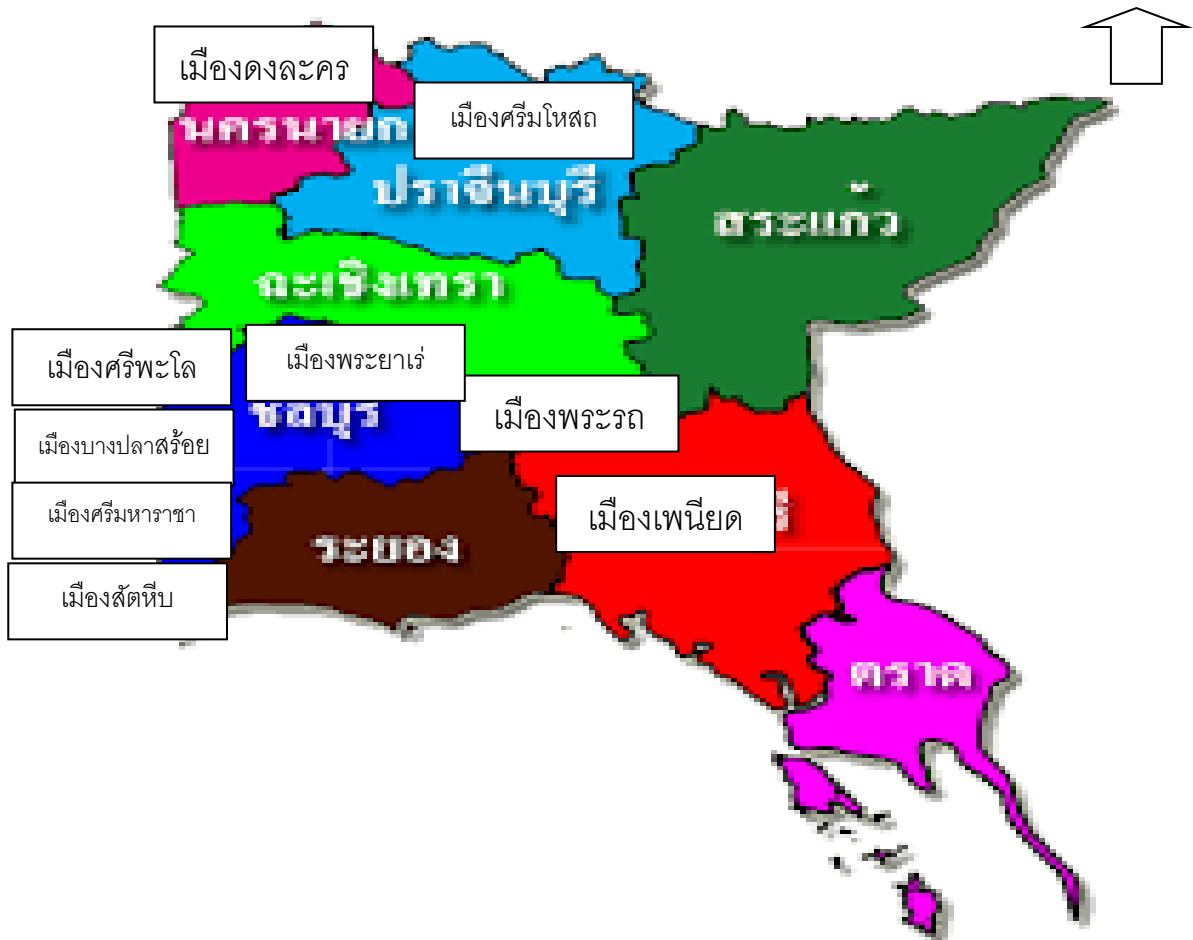 เมืองดงละคร
เมืองศรีมโหสถ
นครนายก
ปราจีนบุรี
สระแก้ว
ฉะเชิงเทรา
เมืองศรีพะโล
เมืองพระยาเร่
ชลบุรี
เมืองพระรถ
เมืองบางปลาสร้อย
เมืองศรีมหาราชา
เมืองเพนียด
ระยอง
เมืองสัตหีบ
ตราด